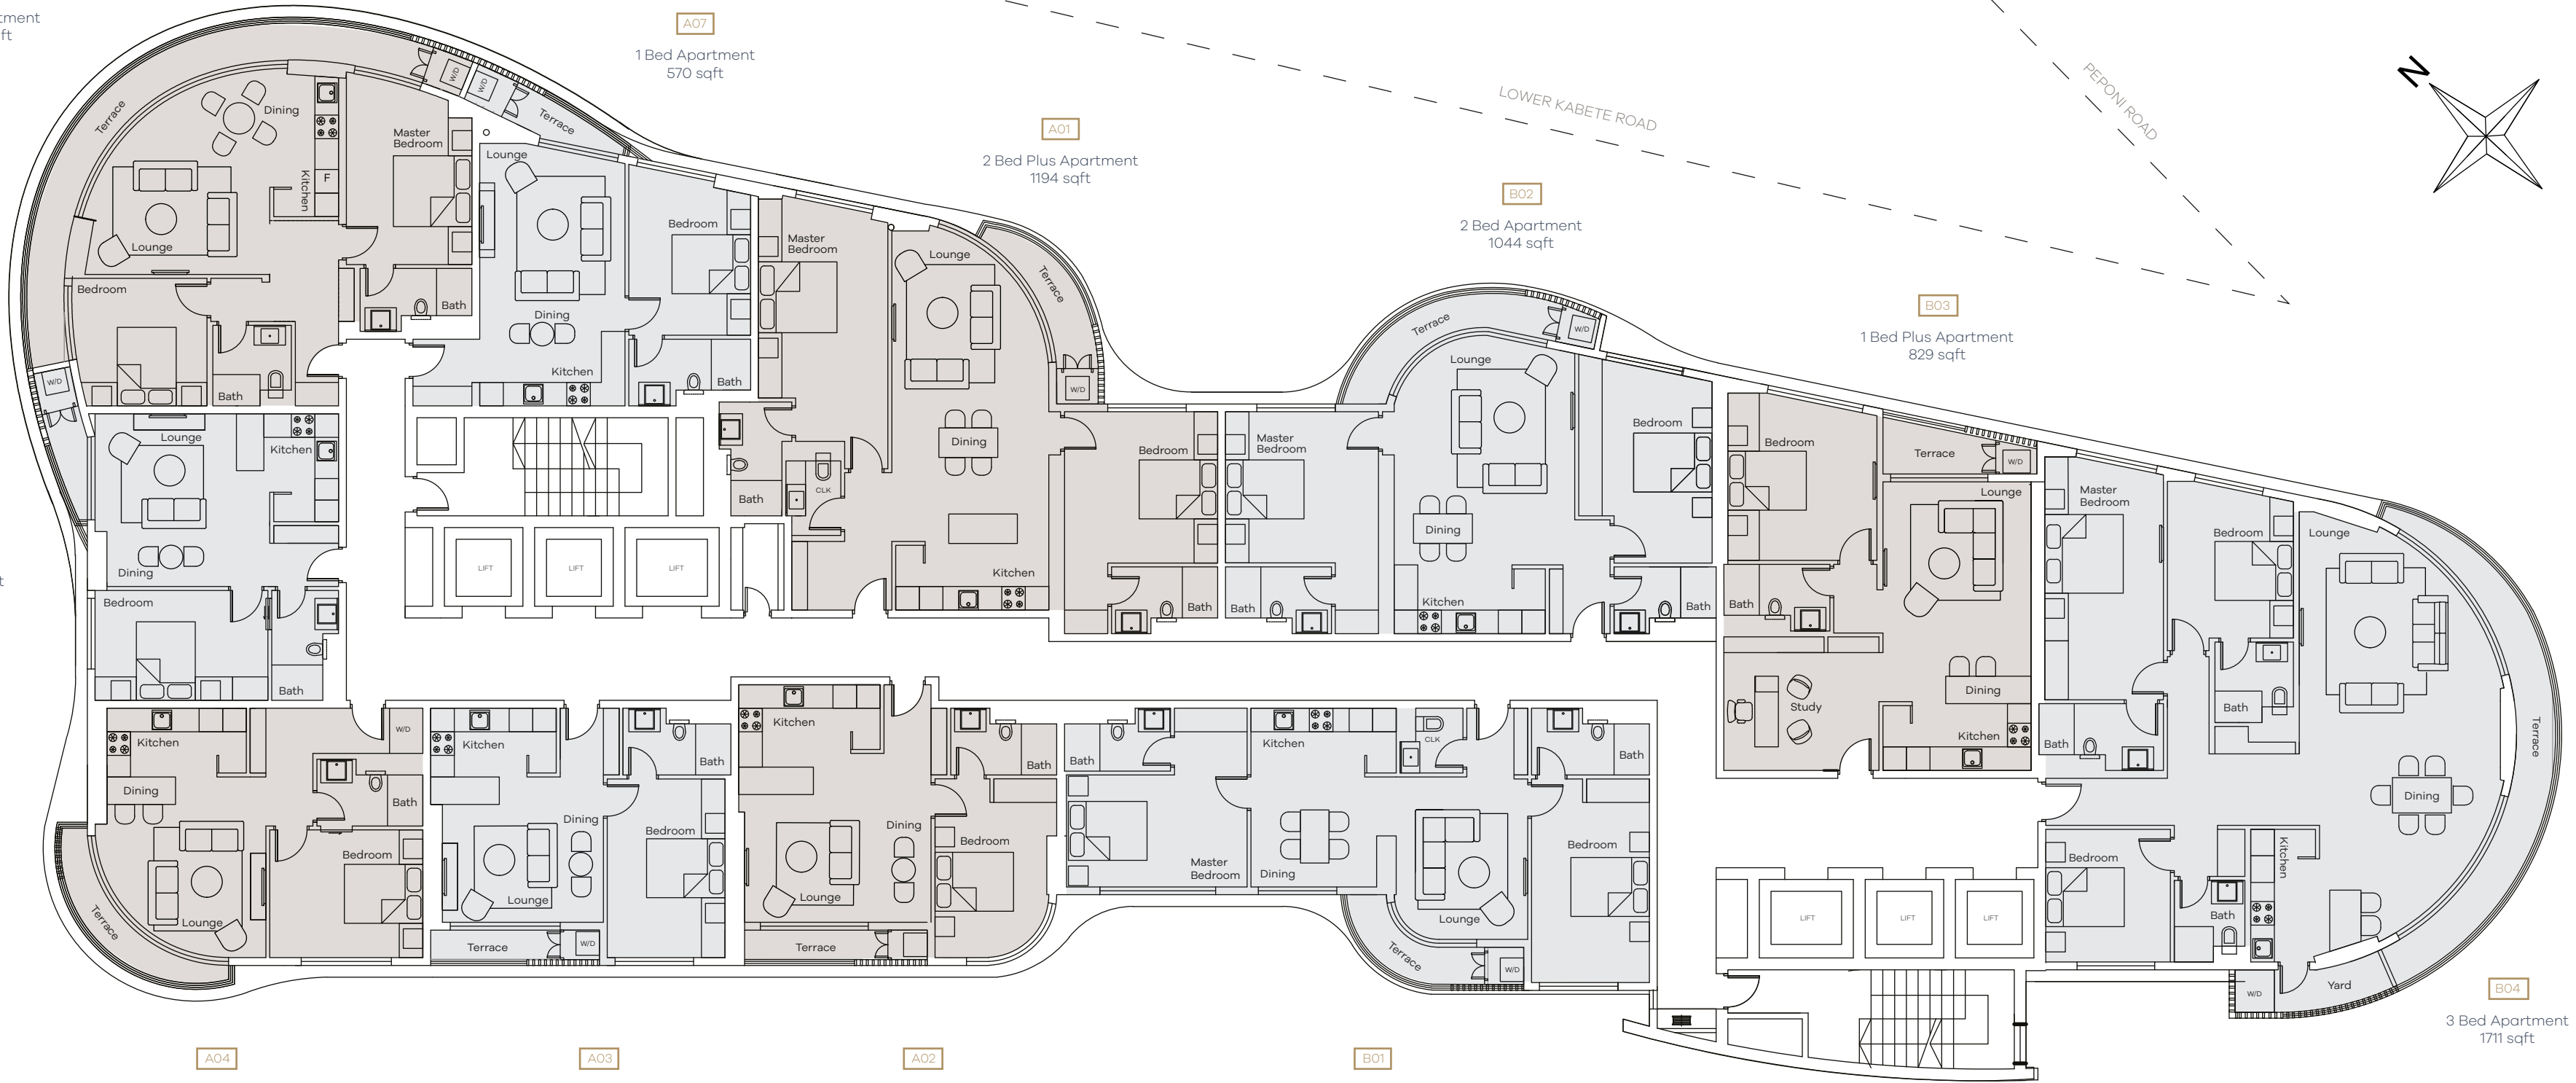 tment
ft
A07
1 Bed Apartment
570 sqft
A01
2 Bed Plus Apartment
1194 sqft
LOWER KABETE ROAD
PEPONI ROAD
N
B02
2 Bed Apartment
1044 sqft
B03
1 Bed Plus Apartment
829 sqft
Terrace
Dining
Kitchen
F
Lounge
Master
Bedroom
W/D
Bedroom
Bath
Bath
W/D
Terrace
Lounge
Dining
Kitchen
Bedroom
Bath
Master
Bedroom
Lounge
Terrace
W/D
Dining
Bedroom
Bath
CLK
Kitchen
Bath
Terrace
W/D
Lounge
Master
Bedroom
Bedroom
Dining
Kitchen
Bath
Bath
Bedroom
Terrace
W/D
Lounge
Bath
Study
Dining
Kitchen
Master
Bedroom
Bedroom
Lounge
Bath
Bath
Dining
Terrace
Bedroom
Kitchen
Bath
W/D
Yard
W/D
Lounge
Kitchen
Dining
Bedroom
Bath
t
LIFT
LIFT
LIFT
Kitchen
W/D
Dining
Bath
Bedroom
Lounge
Terrace
Kitchen
Bath
Dining
Bedroom
Lounge
Terrace
W/D
Kitchen
Bath
Dining
Bedroom
Lounge
Terrace
Bath
Kitchen
CLK
Bath
Master
Bedroom
Dining
Lounge
Bedroom
Terrace
W/D
LIFT
LIFT
LIFT
B04
3 Bed Apartment
1711 sqft
A04
A03
A02
B01